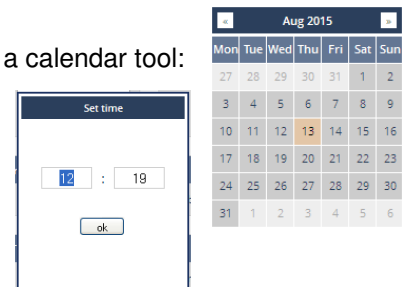 a calendar tool:
Set time
12 : 19
ok
« Aug 2015 »
Mon Tue Wed Thu Fri Sat Sun
27 28 29 30 31 1 2
3 4 5 6 7 8 9
10 11 12 13 14 15 16
17 18 19 20 21 22 23
24 25 26 27 28 29 30
31 1 2 3 4 5 6